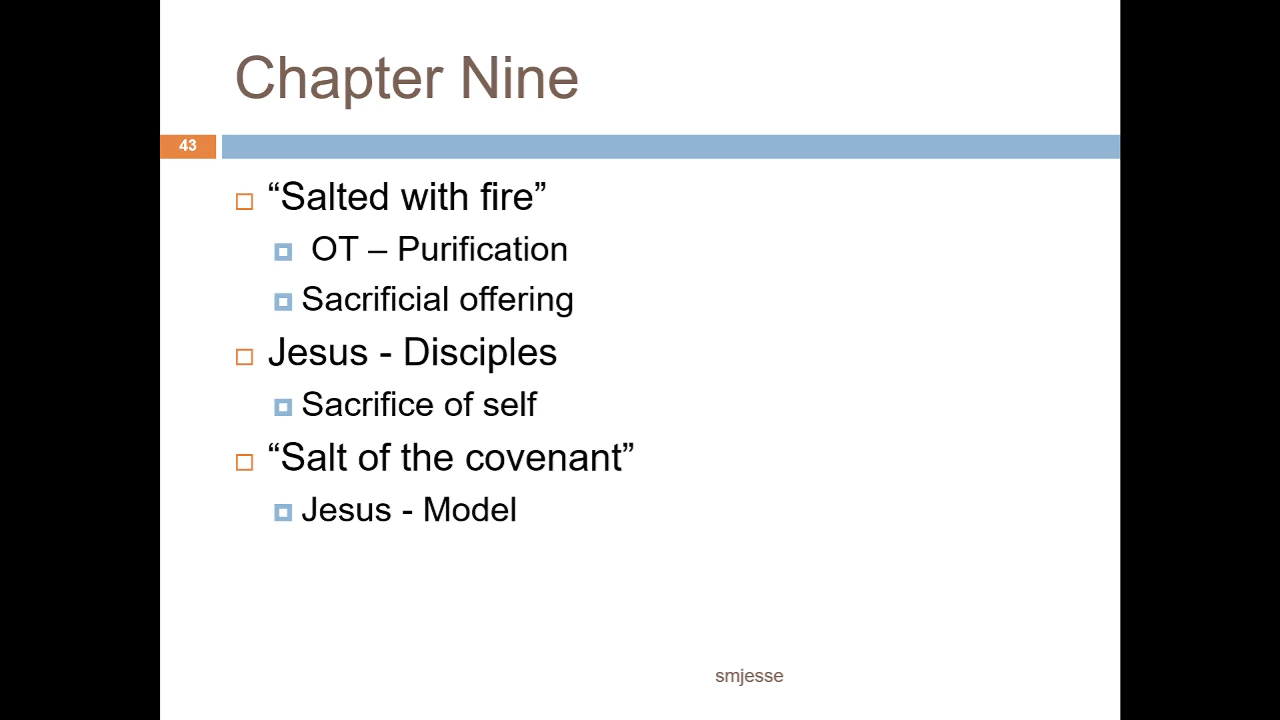 Chapter Nine
43
“Salted with fire”
OT – Purification
Sacrificial offering
Jesus - Disciples
Sacrifice of self
“Salt of the covenant”
Jesus - Model
smjesse